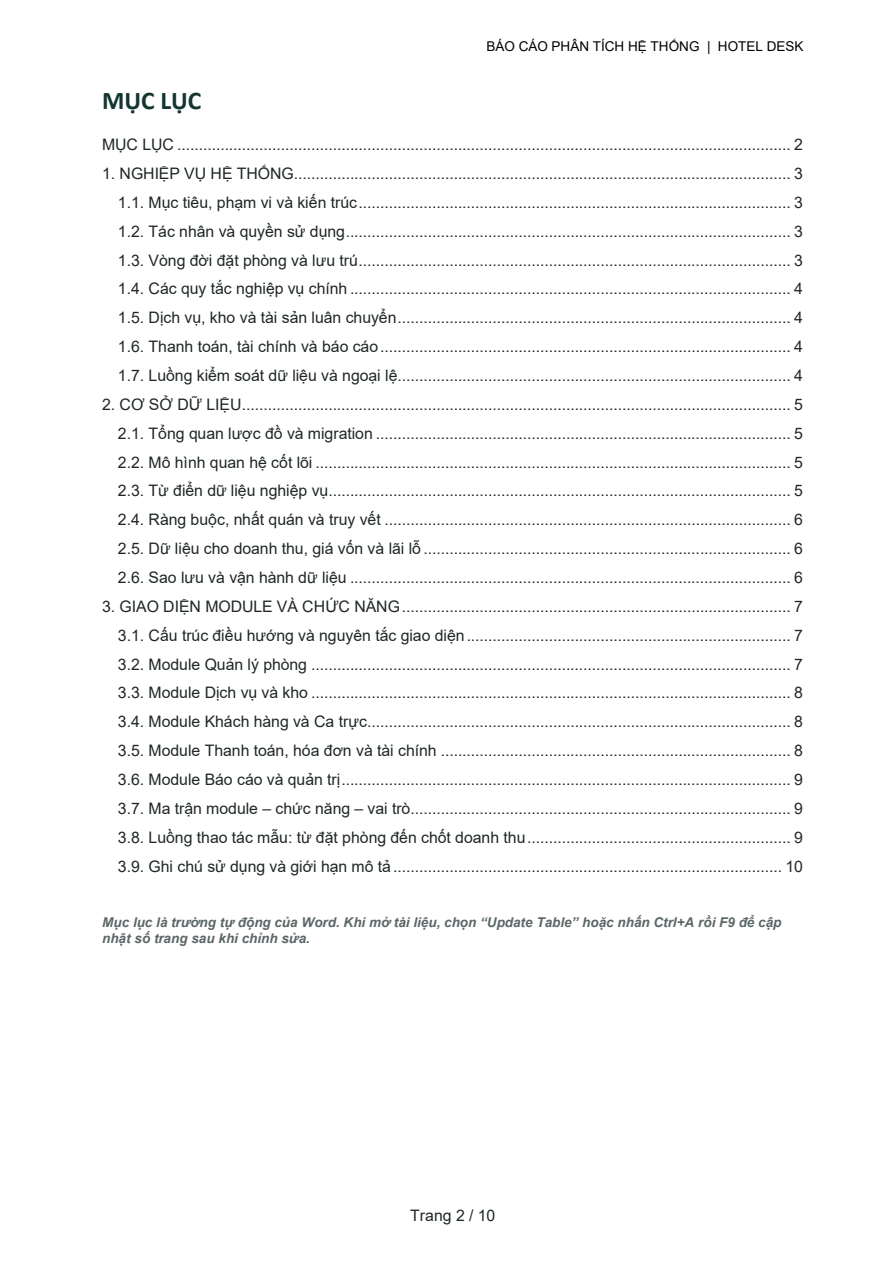 BÁO CÁO PHÂN TÍCH HỆ THỐNG | HOTEL DESK
MỤC LỤC
MỤC LỤC ........ 2
1. NGHIỆP VỤ HỆ THỐNG ........ 3
1.1. Mục tiêu, phạm vi và kiến trúc ........ 3
1.2. Tác nhân và quyền sử dụng ........ 3
1.3. Vòng đời đặt phòng và lưu trú ........ 3
1.4. Các quy tắc nghiệp vụ chính ........ 4
1.5. Dịch vụ, kho và tài sản luân chuyển ........ 4
1.6. Thanh toán, tài chính và báo cáo ........ 4
1.7. Luồng kiểm soát dữ liệu và ngoại lệ ........ 4
2. CƠ SỞ DỮ LIỆU ........ 5
2.1. Tổng quan lược đồ và migration ........ 5
2.2. Mô hình quan hệ cốt lõi ........ 5
2.3. Từ điển dữ liệu nghiệp vụ ........ 5
2.4. Ràng buộc, nhất quán và truy vết ........ 6
2.5. Dữ liệu cho doanh thu, giá vốn và lãi lỗ ........ 6
2.6. Sao lưu và vận hành dữ liệu ........ 6
3. GIAO DIỆN MODULE VÀ CHỨC NĂNG ........ 7
3.1. Cấu trúc điều hướng và nguyên tắc giao diện ........ 7
3.2. Module Quản lý phòng ........ 7
3.3. Module Dịch vụ và kho ........ 8
3.4. Module Khách hàng và Ca trực ........ 8
3.5. Module Thanh toán, hóa đơn và tài chính ........ 8
3.6. Module Báo cáo và quản trị ........ 9
3.7. Ma trận module – chức năng – vai trò ........ 9
3.8. Luồng thao tác mẫu: từ đặt phòng đến chốt doanh thu ........ 9
3.9. Ghi chú sử dụng và giới hạn mô tả ........ 10
Mục lục là trường tự động của Word. Khi mở tài liệu, chọn “Update Table” hoặc nhấn Ctrl+A rồi F9 để cập
nhật số trang sau khi chỉnh sửa.
Trang 2 / 10